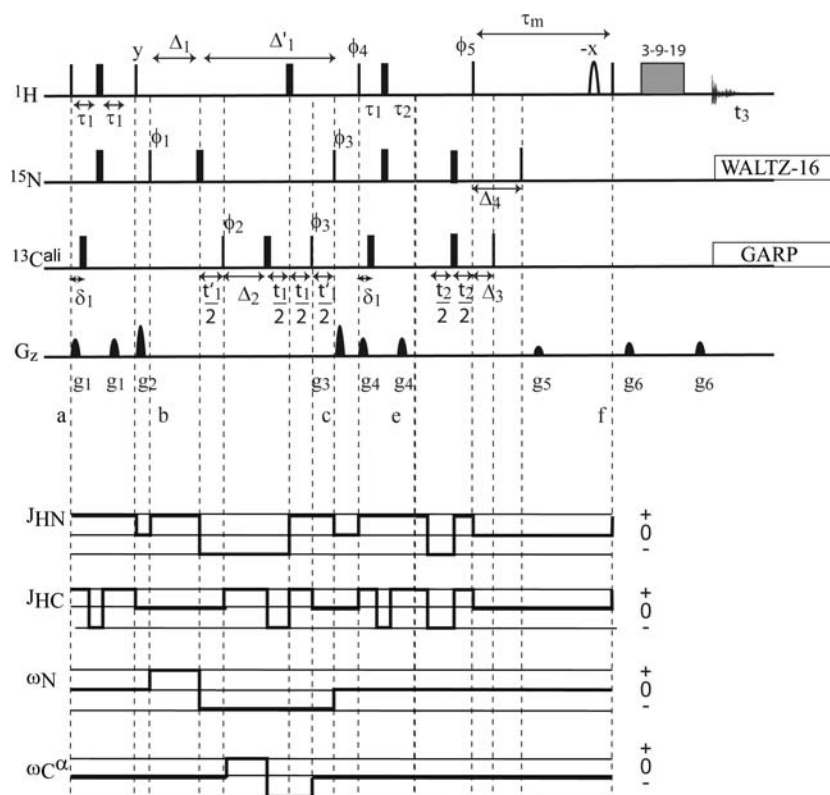 τm
y Δ1 Δ'1 ϕ4 ϕ5 -x 3-9-19
1H
τ1 τ1 τ1 τ2 t3
ϕ1 ϕ3
15N WALTZ-16
Δ4
ϕ2 ϕ3
13Cali GARP
δ1 t'1/2 Δ2 t1/2 t1/2 t'1/2 δ1 t2/2 t2/2 Δ3
Gz
g1 g1 g2 g3 g4 g4 g5 g6 g6
a b c e f
JHN + 0 -
JHC + 0 -
ωN + 0 -
ωCα + 0 -